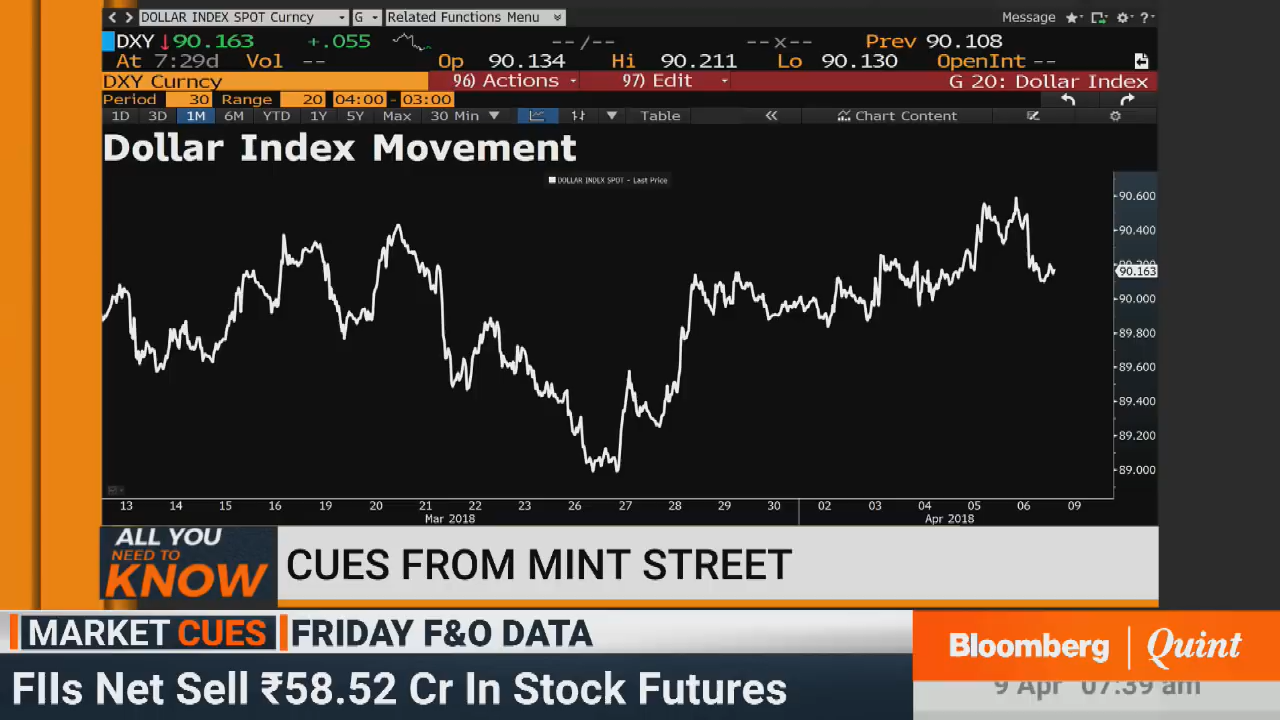 DOLLAR INDEX SPOT Curncy G Related Functions Menu Message
DXY ↓90.163 +.055 --/-- --x-- Prev 90.108
At 7:29d Vol -- Op 90.134 Hi 90.211 Lo 90.130 OpenInt --
DXY Curncy 96) Actions 97) Edit G 20: Dollar Index
Period 30 Range 20 04:00 - 03:00
1D 3D 1M 6M YTD 1Y 5Y Max 30 Min Table « Chart Content
Dollar Index Movement
DOLLAR INDEX SPOT - Last Price
90.600
90.400
90.200
90.163
90.000
89.800
89.600
89.400
89.200
89.000
13 14 15 16 20 21 22 23 26 27 28 29 30 02 03 04 05 06 09
Mar 2018 Apr 2018
ALL YOU
NEED TO
KNOW
CUES FROM MINT STREET
MARKET CUES FRIDAY F&O DATA
FIIs Net Sell ₹58.52 Cr In Stock Futures
Bloomberg | Quint
9 Apr 07:39 am